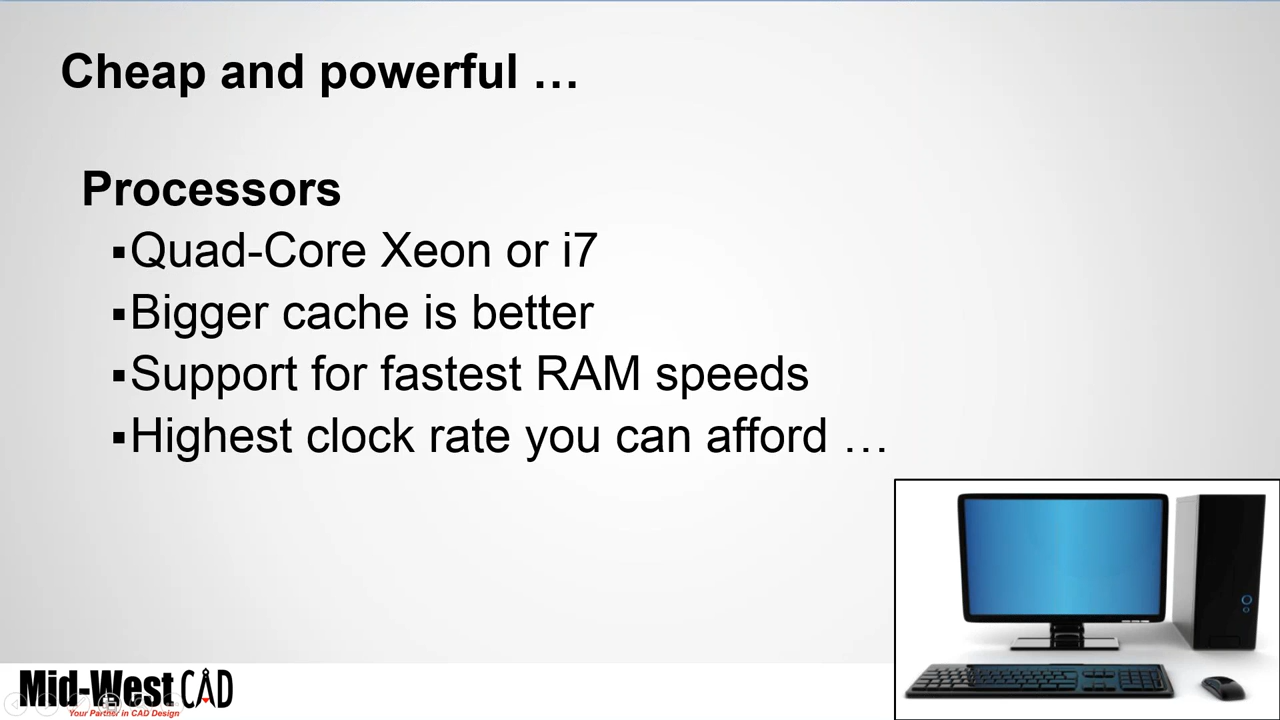 Cheap and powerful …
Processors
▪Quad-Core Xeon or i7
▪Bigger cache is better
▪Support for fastest RAM speeds
▪Highest clock rate you can afford …
Mid-West CAD
Your Partner in CAD Design